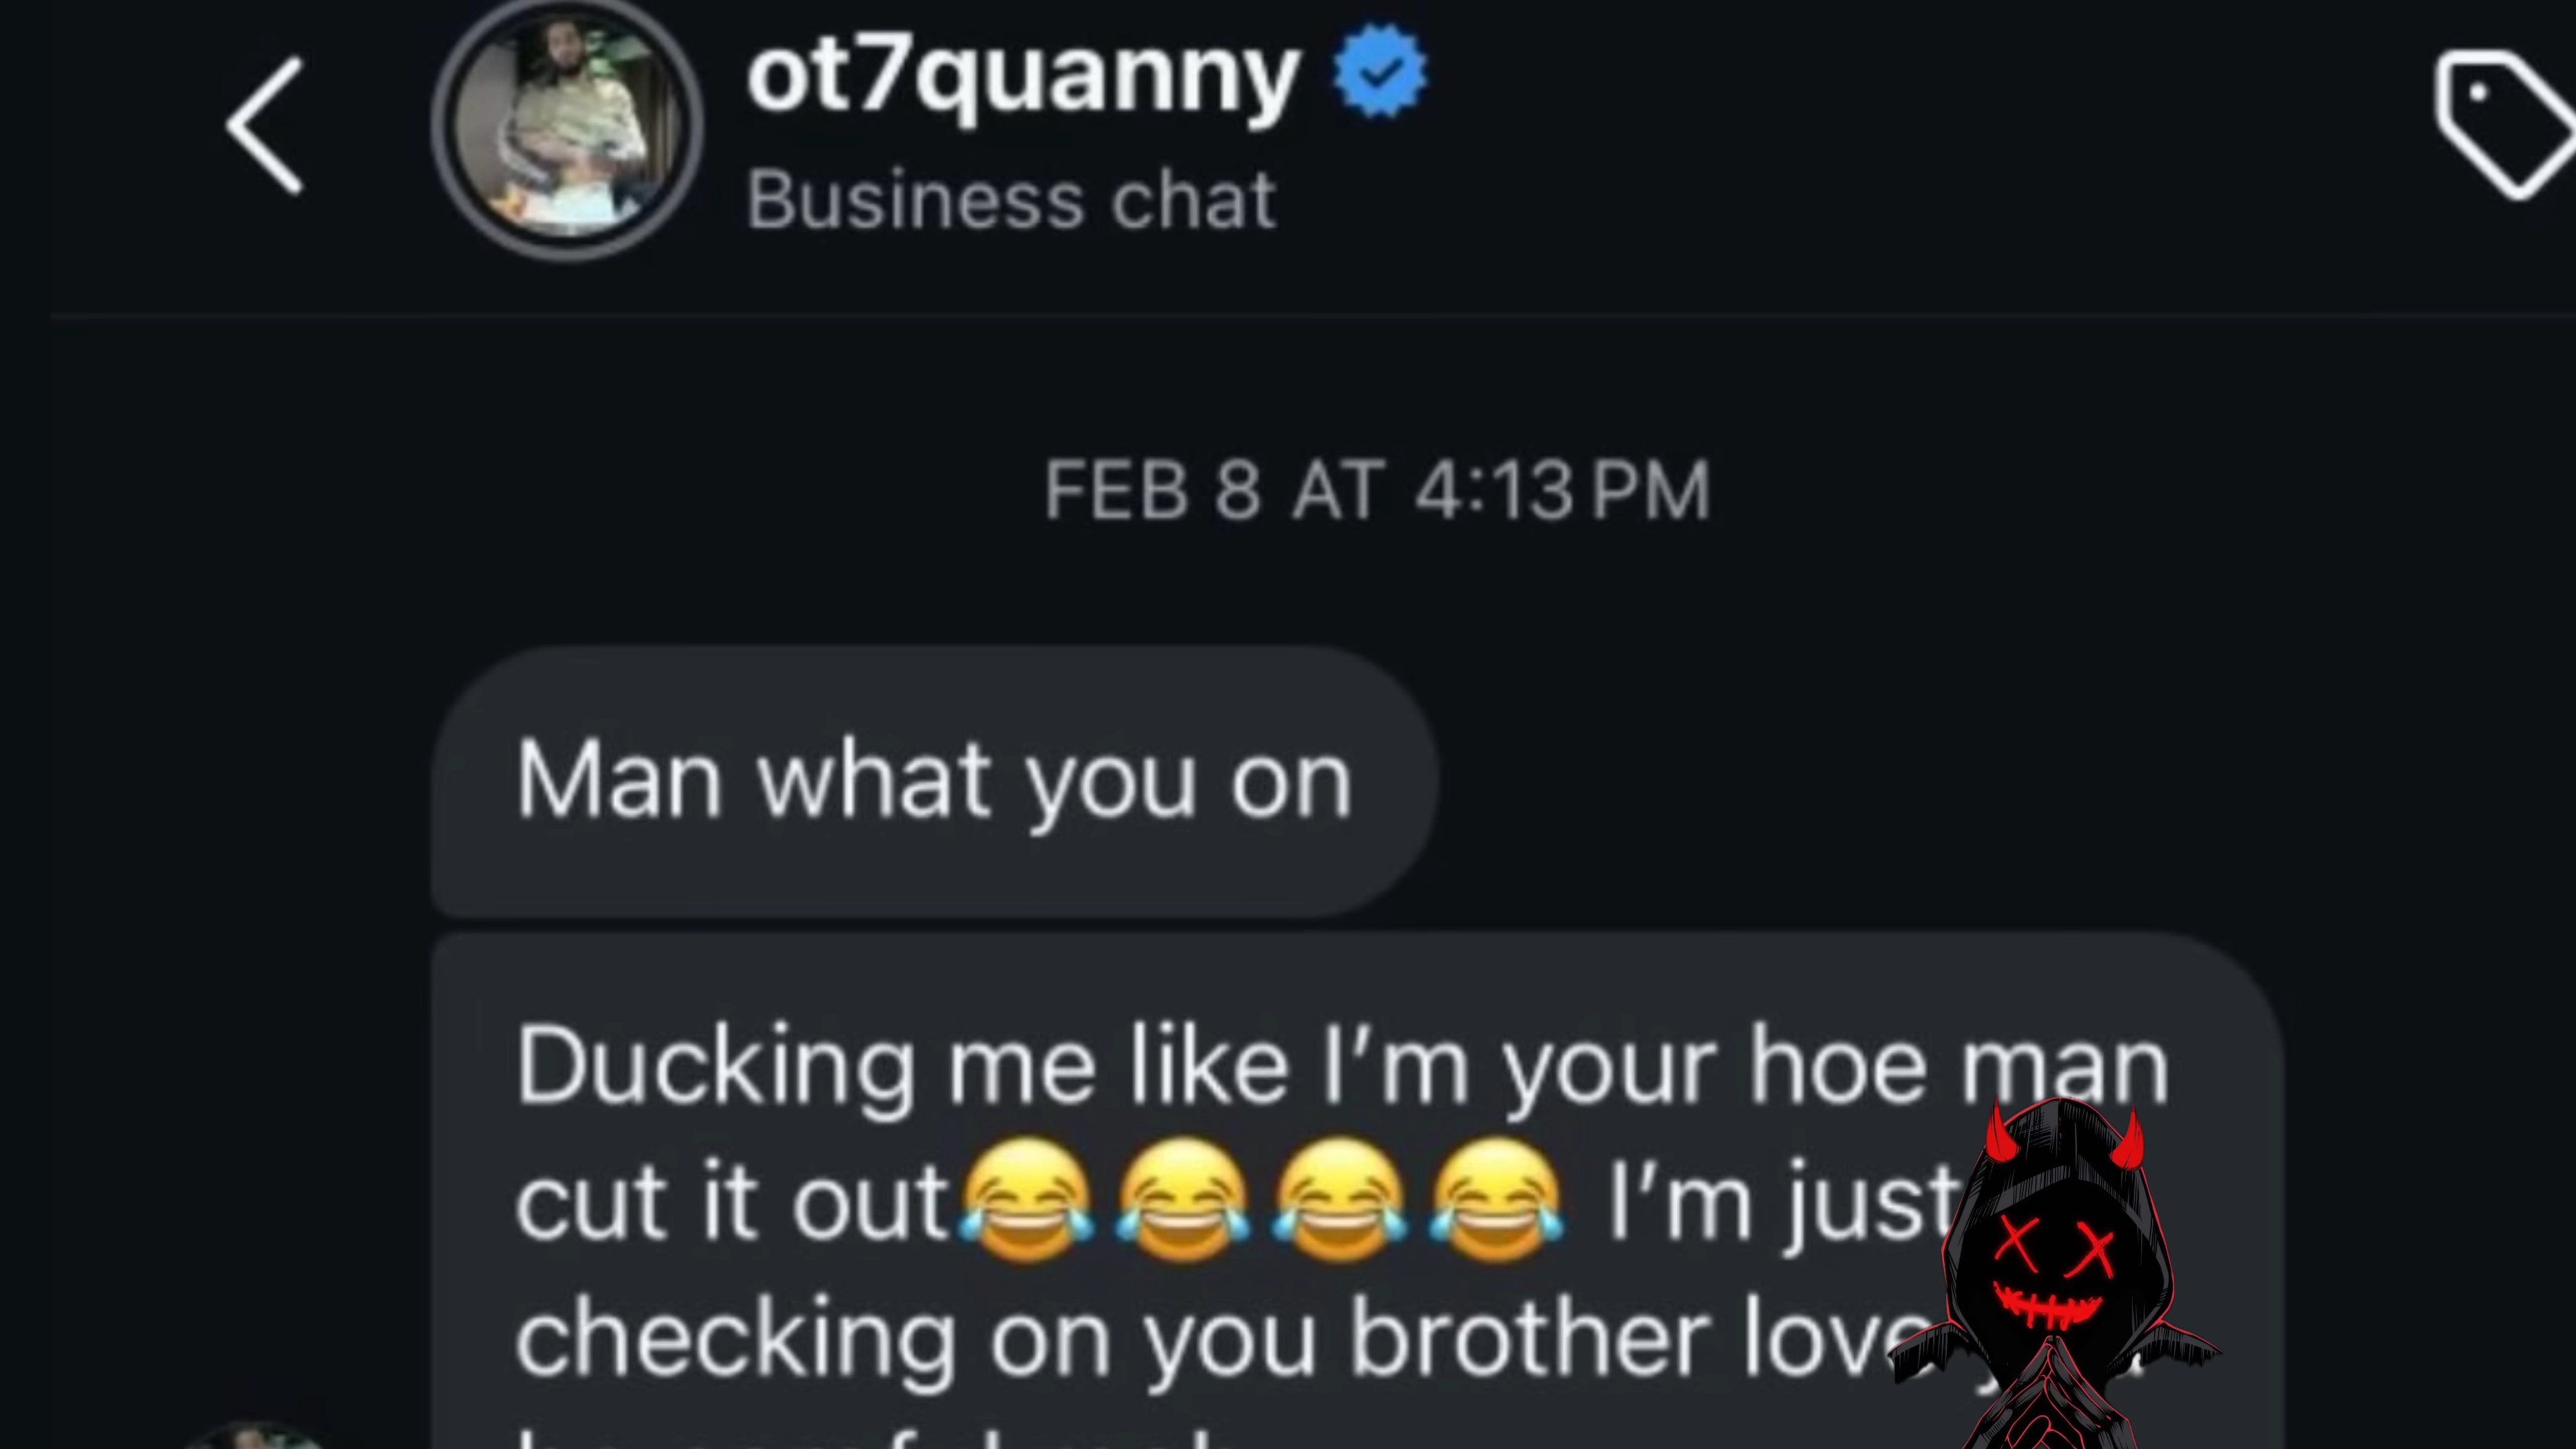 ot7quanny
Business chat
FEB 8 AT 4:13 PM
Man what you on
Ducking me like I'm your hoe man
cut it out😂😂😂😂 I'm just
checking on you brother love